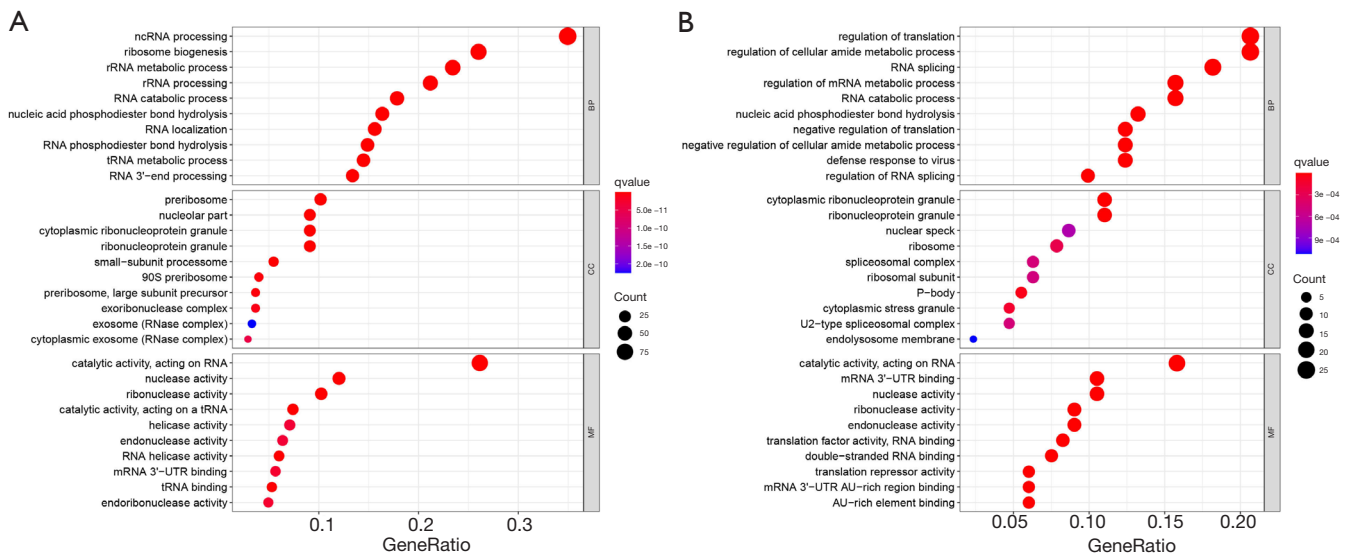 A
ncRNA processing
ribosome biogenesis
rRNA metabolic process
rRNA processing
RNA catabolic process
nucleic acid phosphodiester bond hydrolysis
RNA localization
RNA phosphodiester bond hydrolysis
tRNA metabolic process
RNA 3'−end processing
BP
preribosome
nucleolar part
cytoplasmic ribonucleoprotein granule
ribonucleoprotein granule
small−subunit processome
90S preribosome
preribosome, large subunit precursor
exoribonuclease complex
exosome (RNase complex)
cytoplasmic exosome (RNase complex)
CC
catalytic activity, acting on RNA
nuclease activity
ribonuclease activity
catalytic activity, acting on a tRNA
helicase activity
endonuclease activity
RNA helicase activity
mRNA 3'−UTR binding
tRNA binding
endoribonuclease activity
MF
0.1 0.2 0.3
GeneRatio
qvalue
5.0e −11
1.0e −10
1.5e −10
2.0e −10
Count
25
50
75
B
regulation of translation
regulation of cellular amide metabolic process
RNA splicing
regulation of mRNA metabolic process
RNA catabolic process
nucleic acid phosphodiester bond hydrolysis
negative regulation of translation
negative regulation of cellular amide metabolic process
defense response to virus
regulation of RNA splicing
BP
cytoplasmic ribonucleoprotein granule
ribonucleoprotein granule
nuclear speck
ribosome
spliceosomal complex
ribosomal subunit
P−body
cytoplasmic stress granule
U2−type spliceosomal complex
endolysosome membrane
CC
catalytic activity, acting on RNA
mRNA 3'−UTR binding
nuclease activity
ribonuclease activity
endonuclease activity
translation factor activity, RNA binding
double−stranded RNA binding
translation repressor activity
mRNA 3'−UTR AU−rich region binding
AU−rich element binding
MF
0.05 0.10 0.15 0.20
GeneRatio
qvalue
3e −04
6e −04
9e −04
Count
5
10
15
20
25